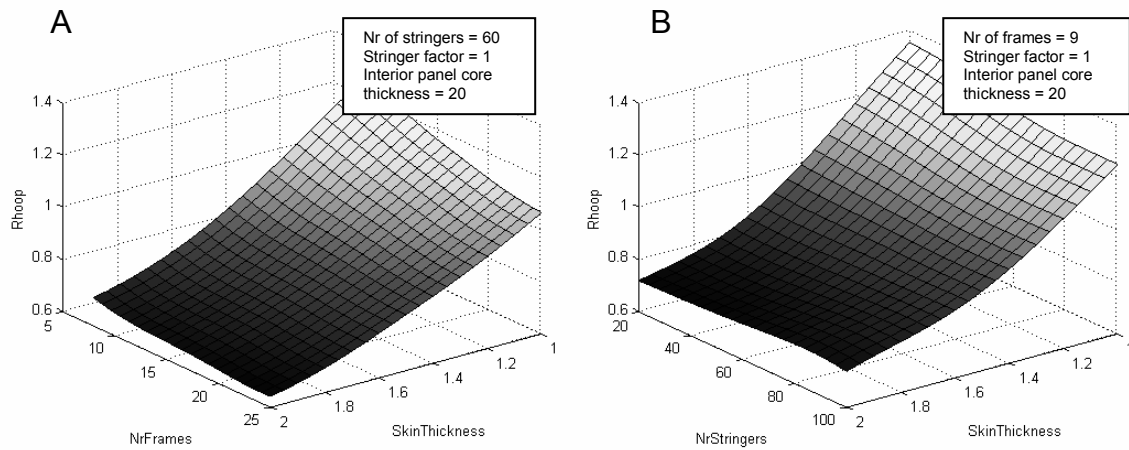 A
Nr of stringers = 60
Stringer factor = 1
Interior panel core
thickness = 20
1.4
1.2
1
0.8
0.6
Rhoop
5
10
15
20
25
NrFrames
2
1.8
1.6
1.4
1.2
1
SkinThickness
B
Nr of frames = 9
Stringer factor = 1
Interior panel core
thickness = 20
1.4
1.2
1
0.8
0.6
Rhoop
20
40
60
80
100
NrStringers
2
1.8
1.6
1.4
1.2
SkinThickness